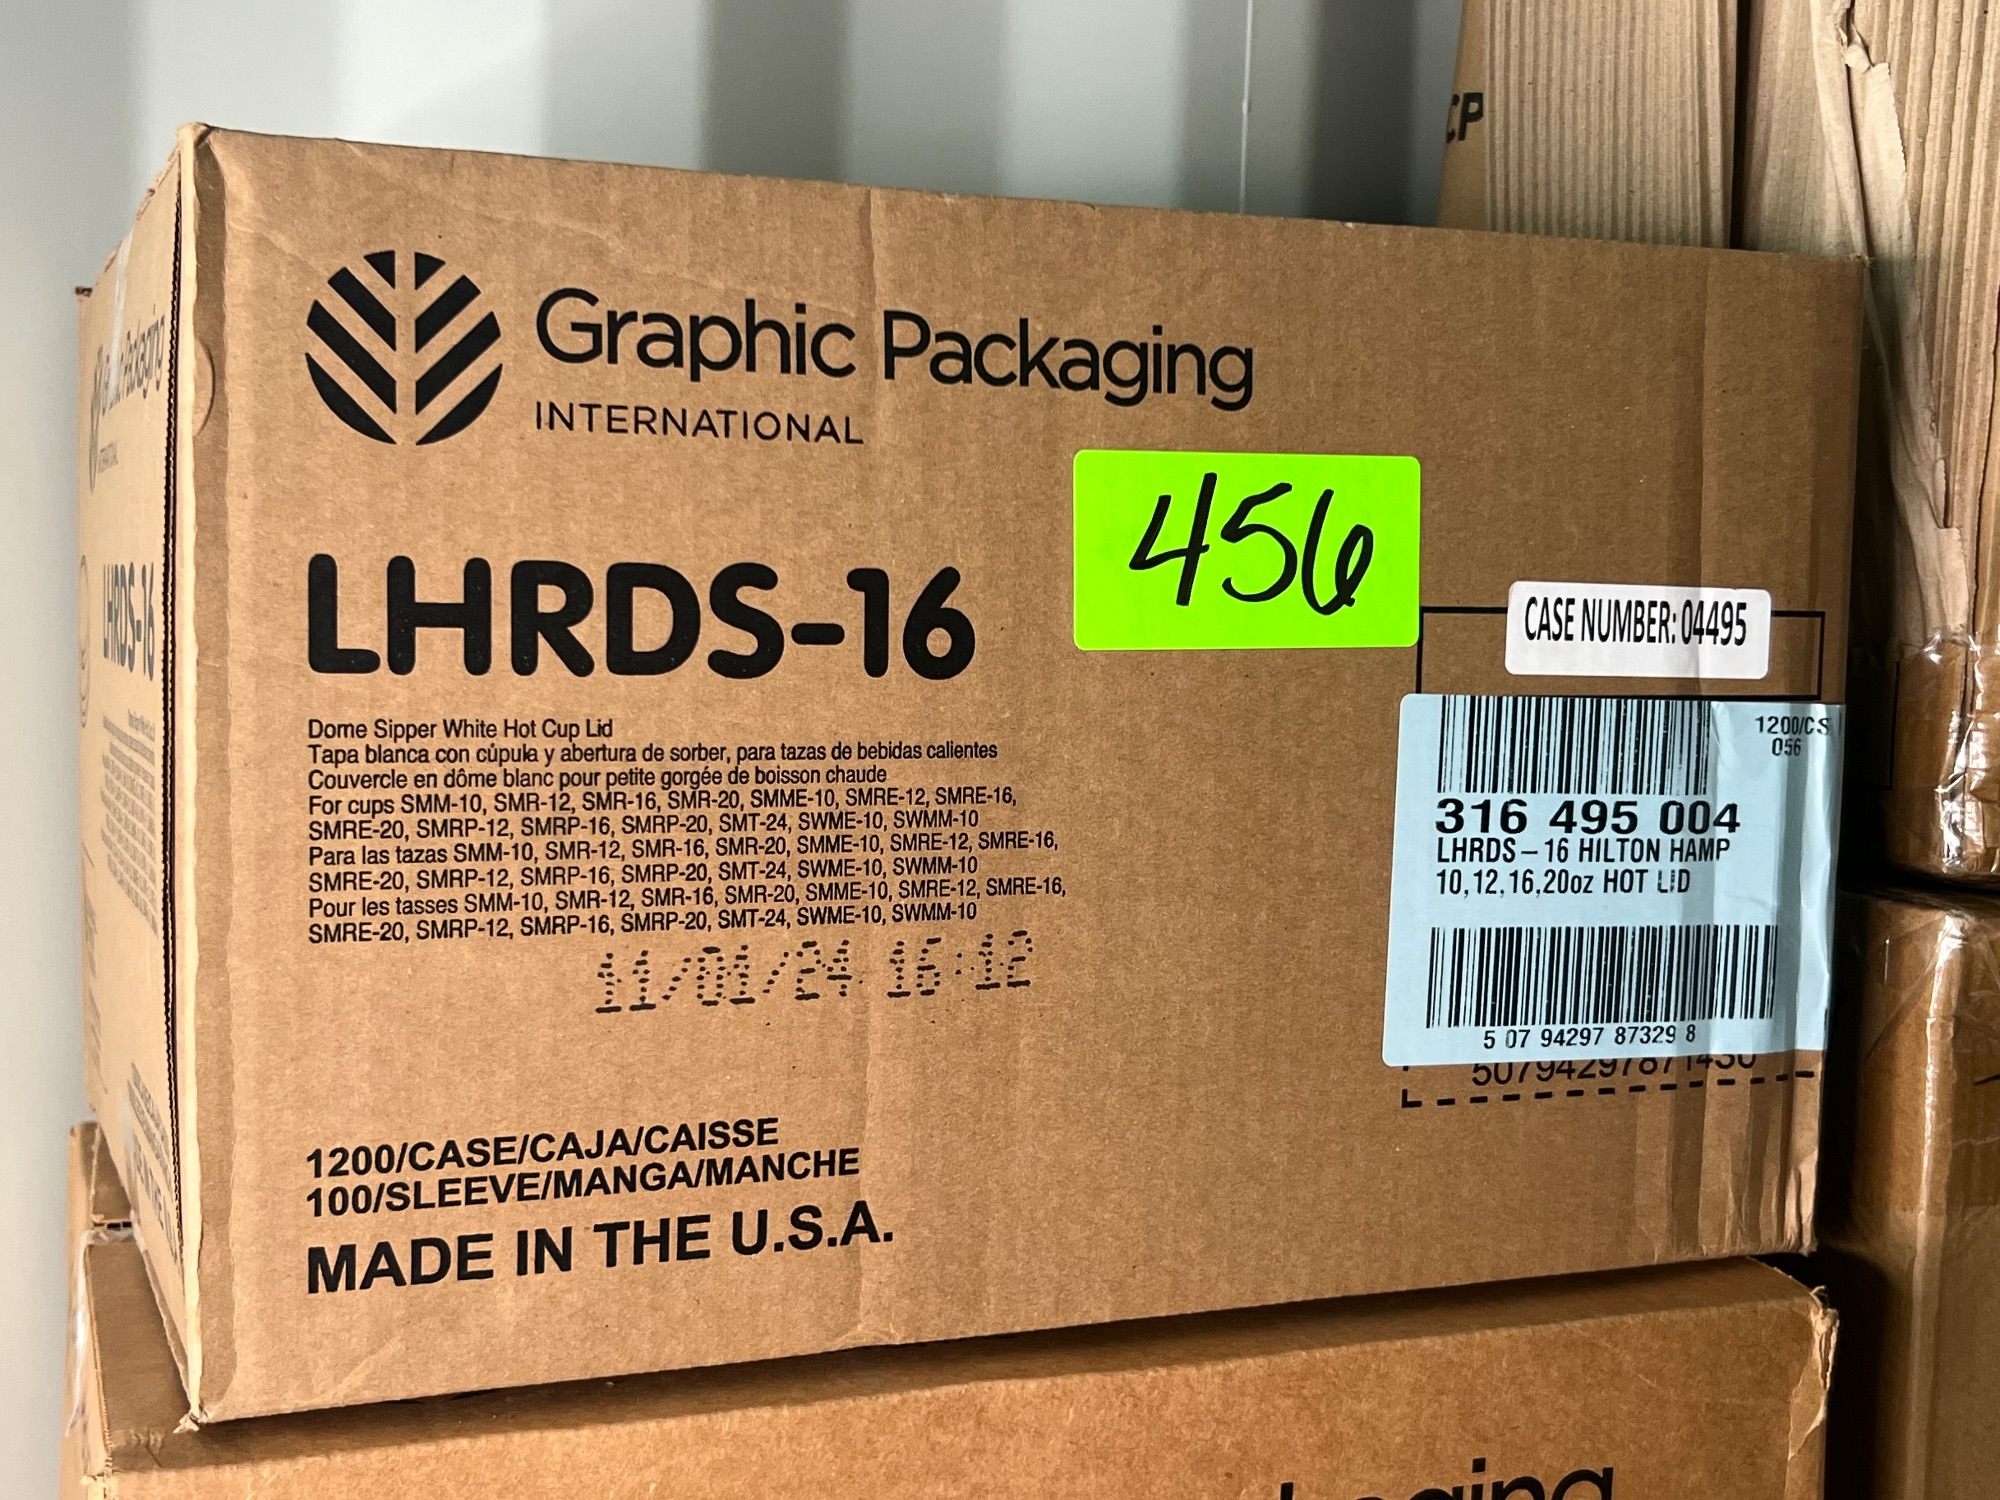 CP
Graphic Packaging
INTERNATIONAL
456
LHRDS-16
CASE NUMBER: 04495
Dome Sipper White Hot Cup Lid
Tapa blanca con cúpula y abertura de sorber, para tazas de bebidas calientes
Couvercle en dôme blanc pour petite gorgée de boisson chaude
For cups SMM-10, SMR-12, SMR-16, SMR-20, SMME-10, SMRE-12, SMRE-16,
SMRE-20, SMRP-12, SMRP-16, SMRP-20, SMT-24, SWME-10, SWMM-10
Para las tazas SMM-10, SMR-12, SMR-16, SMR-20, SMME-10, SMRE-12, SMRE-16,
SMRE-20, SMRP-12, SMRP-16, SMRP-20, SMT-24, SWME-10, SWMM-10
Pour les tasses SMM-10, SMR-12, SMR-16, SMR-20, SMME-10, SMRE-12, SMRE-16,
SMRE-20, SMRP-12, SMRP-16, SMRP-20, SMT-24, SWME-10, SWMM-10
11/01/24 16:12
1200/CS
056
316 495 004
LHRDS-16 HILTON HAMP
10,12,16,20oz HOT LID
5 07 94297 87329 8
50794297871430
1200/CASE/CAJA/CAISSE
100/SLEEVE/MANGA/MANCHE
MADE IN THE U.S.A.
LHRDS-16